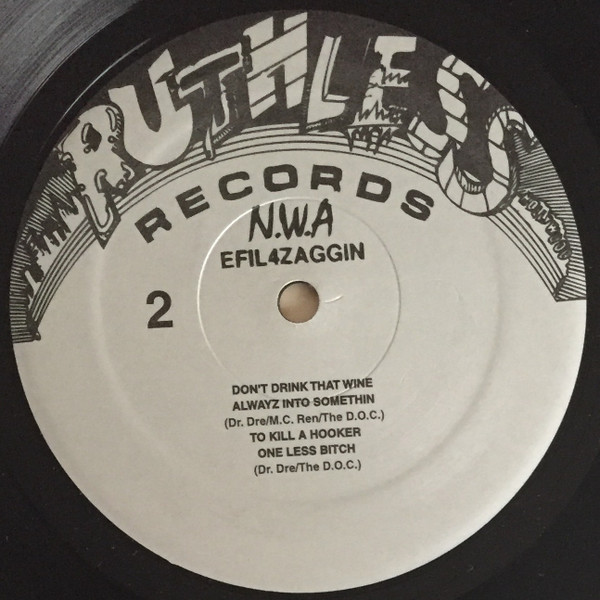 RUTHLESS
RECORDS
N.W.A
EFIL4ZAGGIN
2
DON'T DRINK THAT WINE
ALWAYZ INTO SOMETHIN
(Dr. Dre/M.C. Ren/The D.O.C.)
TO KILL A HOOKER
ONE LESS BITCH
(Dr. Dre/The D.O.C.)